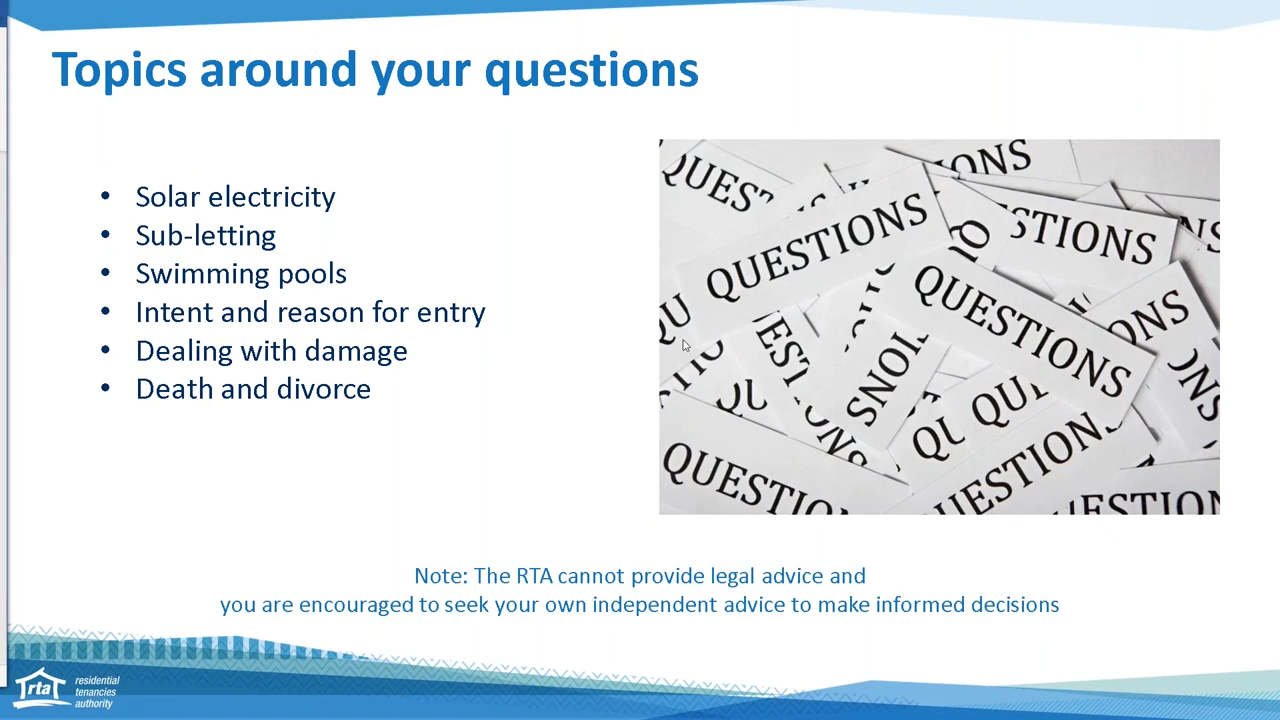 Topics around your questions
• Solar electricity
• Sub-letting
• Swimming pools
• Intent and reason for entry
• Dealing with damage
• Death and divorce
QUESTIONS
QUESTIONS
Note: The RTA cannot provide legal advice and
you are encouraged to seek your own independent advice to make informed decisions
rta
residential
tenancies
authority